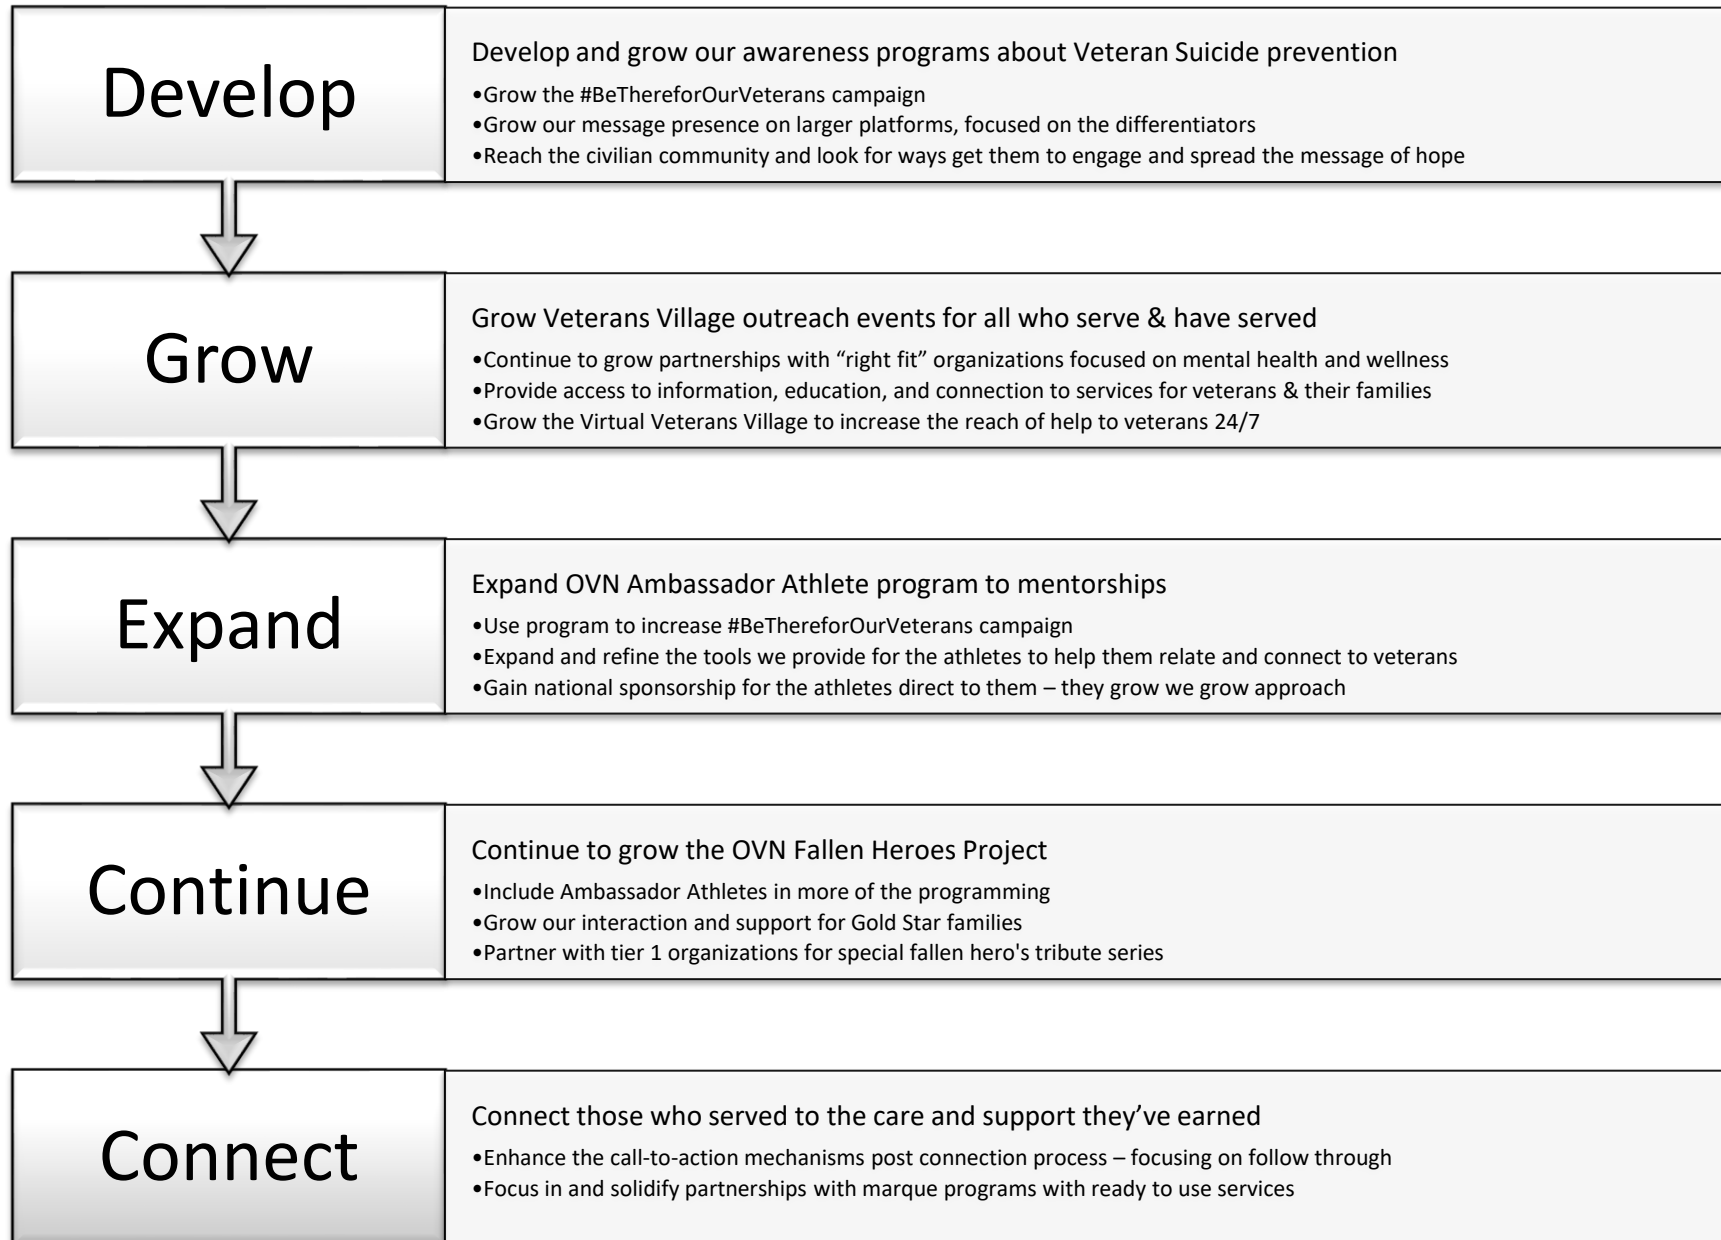 Develop
Develop and grow our awareness programs about Veteran Suicide prevention
•Grow the #BeThereforOurVeterans campaign
•Grow our message presence on larger platforms, focused on the differentiators
•Reach the civilian community and look for ways get them to engage and spread the message of hope
Grow
Grow Veterans Village outreach events for all who serve & have served
•Continue to grow partnerships with “right fit” organizations focused on mental health and wellness
•Provide access to information, education, and connection to services for veterans & their families
•Grow the Virtual Veterans Village to increase the reach of help to veterans 24/7
Expand
Expand OVN Ambassador Athlete program to mentorships
•Use program to increase #BeThereforOurVeterans campaign
•Expand and refine the tools we provide for the athletes to help them relate and connect to veterans
•Gain national sponsorship for the athletes direct to them – they grow we grow approach
Continue
Continue to grow the OVN Fallen Heroes Project
•Include Ambassador Athletes in more of the programming
•Grow our interaction and support for Gold Star families
•Partner with tier 1 organizations for special fallen hero's tribute series
Connect
Connect those who served to the care and support they’ve earned
•Enhance the call-to-action mechanisms post connection process – focusing on follow through
•Focus in and solidify partnerships with marque programs with ready to use services